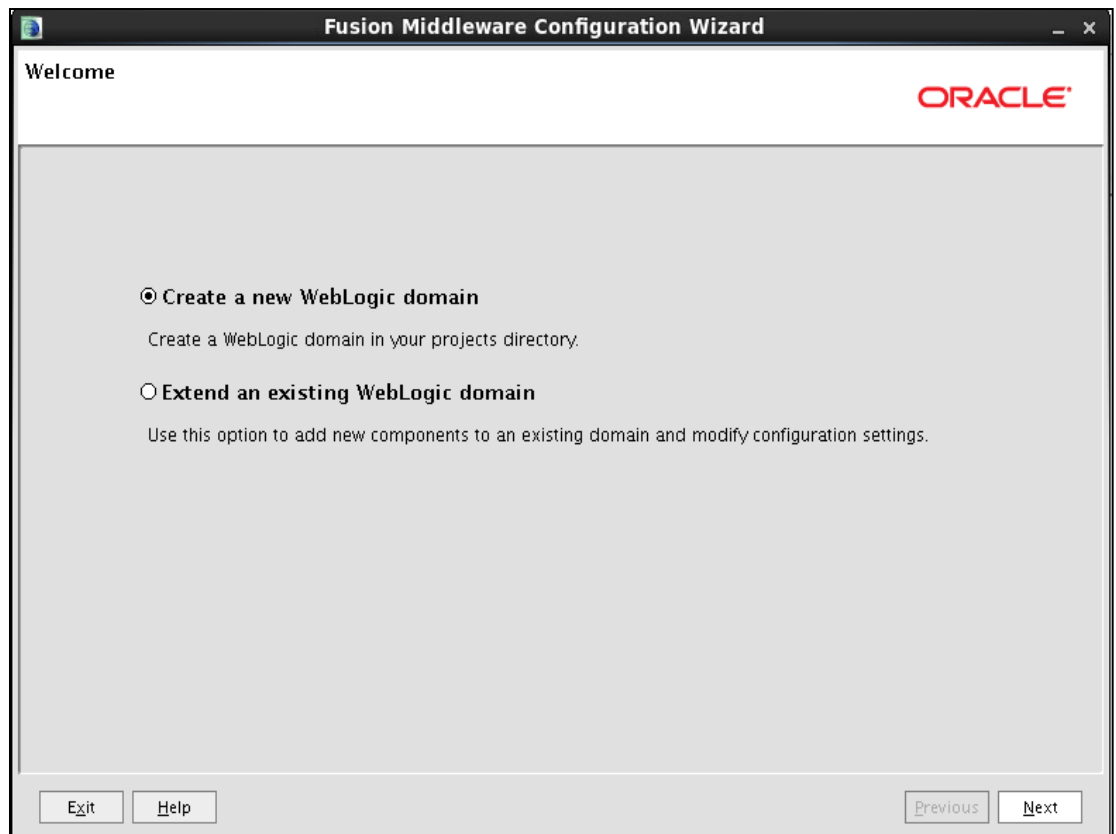 Fusion Middleware Configuration Wizard
Welcome
ORACLE
Create a new WebLogic domain
Create a WebLogic domain in your projects directory.
Extend an existing WebLogic domain
Use this option to add new components to an existing domain and modify configuration settings.
Exit Help Previous Next